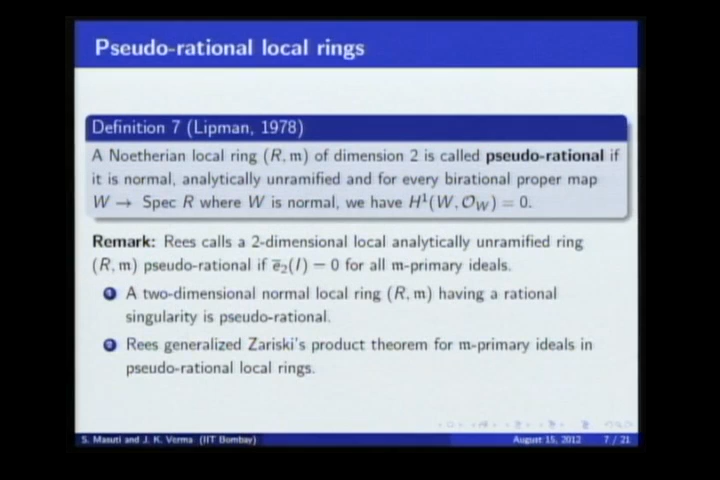 Pseudo-rational local rings
Definition 7 (Lipman, 1978)
A Noetherian local ring (R, m) of dimension 2 is called pseudo-rational if
it is normal, analytically unramified and for every birational proper map
W → Spec R where W is normal, we have H¹(W, 𝒪_W) = 0.
Remark: Rees calls a 2-dimensional local analytically unramified ring
(R, m) pseudo-rational if ē₂(I) = 0 for all m-primary ideals.
1 A two-dimensional normal local ring (R, m) having a rational
singularity is pseudo-rational.
2 Rees generalized Zariski's product theorem for m-primary ideals in
pseudo-rational local rings.
S. Masuti and J. K. Verma (IIT Bombay) August 15, 2012 7 / 21